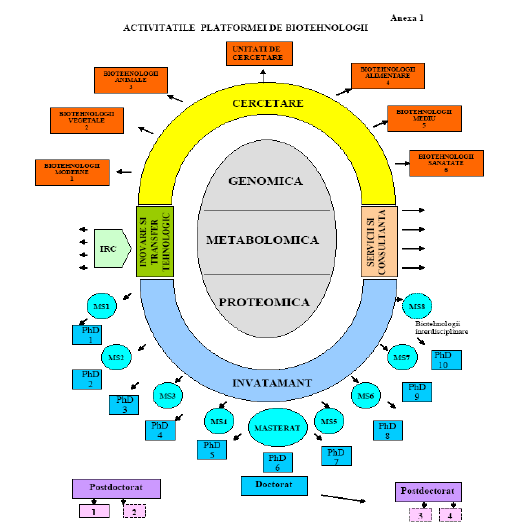 Anexa 1
ACTIVITATILE PLATFORMEI DE BIOTEHNOLOGII
UNITATI DE
CERCETARE
BIOTEHNOLOGII
ANIMALE
3
BIOTEHNOLOGII
ALIMENTARE
4
BIOTEHNOLOGII
VEGETALE
2
BIOTEHNOLOGII
MEDIU
5
BIOTEHNOLOGII
MODERNE
1
BIOTEHNOLOGII
SANATATE
6
CERCETARE
GENOMICA
METABOLOMICA
PROTEOMICA
INOVARE SI
TRANSFER
TEHNOLOGIC
SERVICII SI
CONSULTANTA
IRC
INVATAMANT
MS1
MS2
MS3
MS4
MASTERAT
MS5
MS6
MS7
MS8
Biotehnologii
interdisciplinare
PhD
1
PhD
2
PhD
3
PhD
4
PhD
5
PhD
6
PhD
7
PhD
8
PhD
9
PhD
10
Doctorat
Postdoctorat
1
2
Postdoctorat
3
4